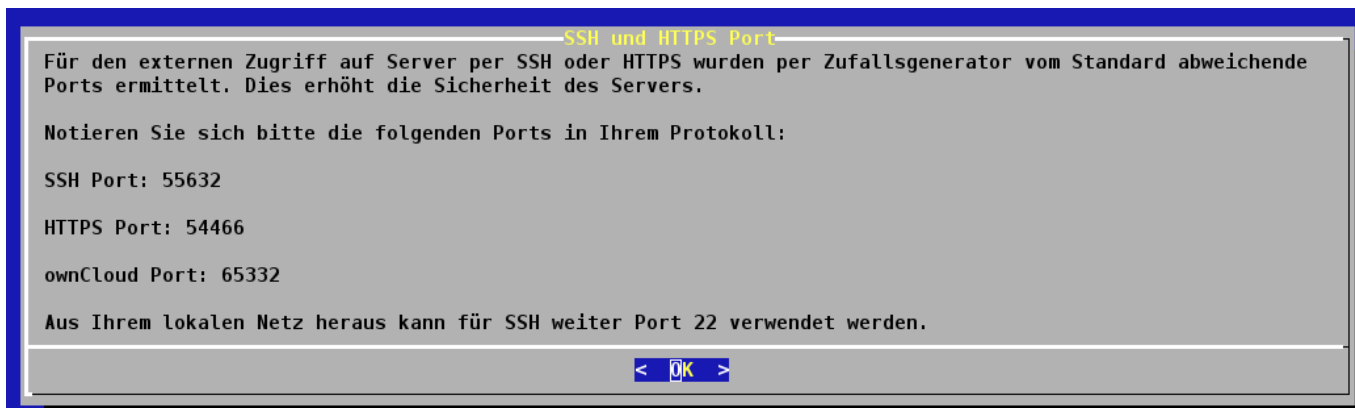 SSH und HTTPS Port
Für den externen Zugriff auf Server per SSH oder HTTPS wurden per Zufallsgenerator vom Standard abweichende
Ports ermittelt. Dies erhöht die Sicherheit des Servers.
Notieren Sie sich bitte die folgenden Ports in Ihrem Protokoll:
SSH Port: 55632
HTTPS Port: 54466
ownCloud Port: 65332
Aus Ihrem lokalen Netz heraus kann für SSH weiter Port 22 verwendet werden.
< OK >